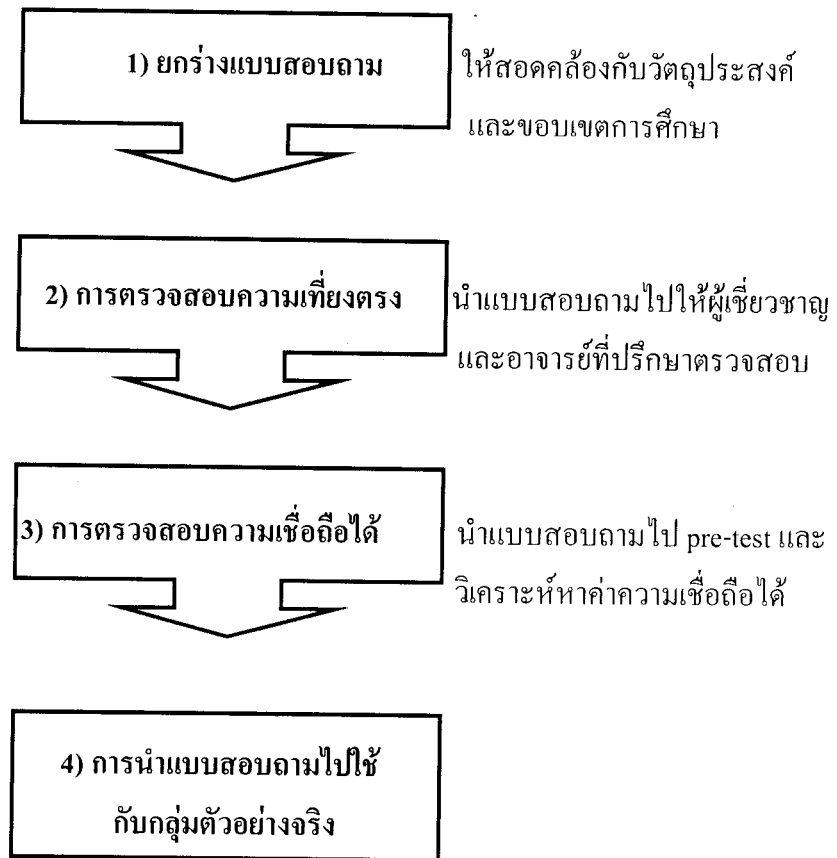 1) ยกร่างแบบสอบถาม
ให้สอดคล้องกับวัตถุประสงค์
และขอบเขตการศึกษา
2) การตรวจสอบความเที่ยงตรง
นำแบบสอบถามไปให้ผู้เชี่ยวชาญ
และอาจารย์ที่ปรึกษาตรวจสอบ
3) การตรวจสอบความเชื่อถือได้
นำแบบสอบถามไป pre-test และ
วิเคราะห์หาค่าความเชื่อถือได้
4) การนำแบบสอบถามไปใช้
กับกลุ่มตัวอย่างจริง